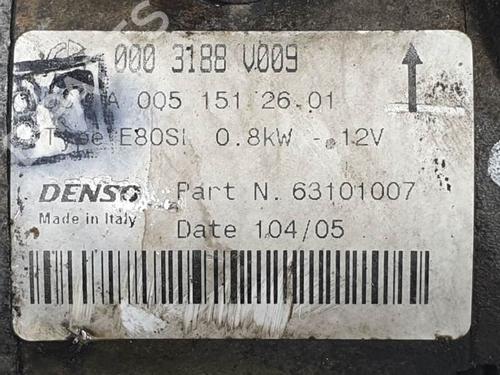 000 3188 V009
A 005 151 26 01
Type E80SL 0.8kW - 12V
DENSO Part N. 63101007
Made in Italy
Date 104/05